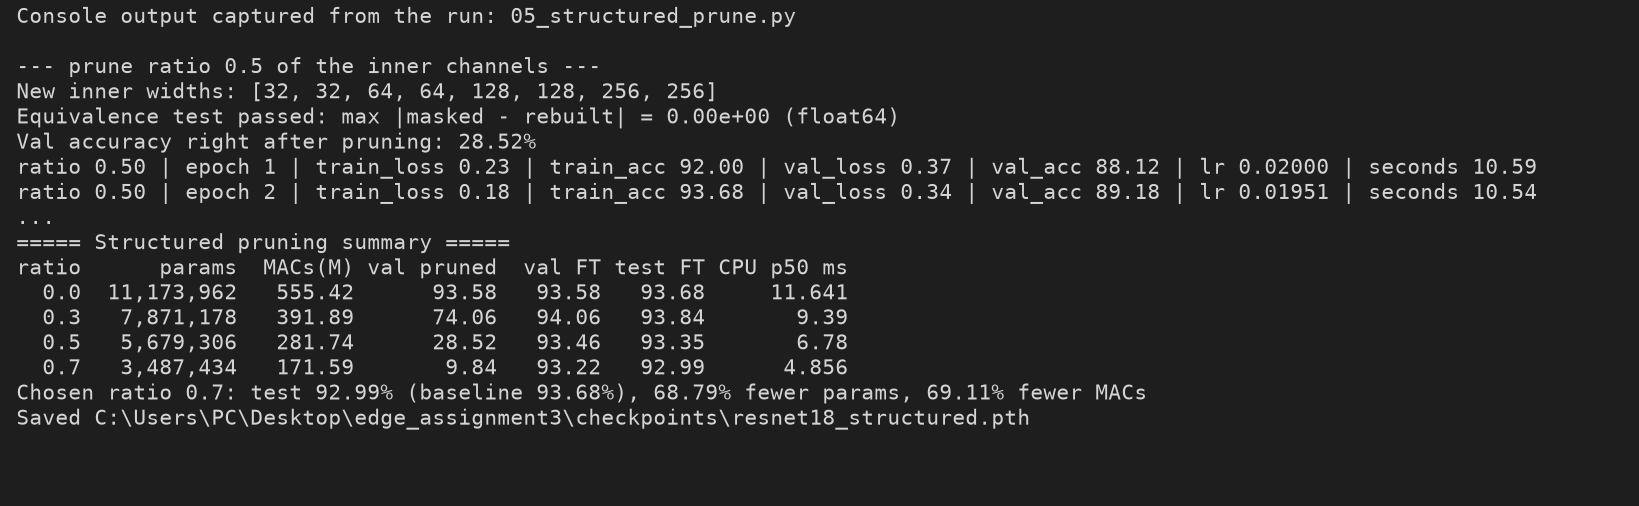 Console output captured from the run: 05_structured_prune.py
--- prune ratio 0.5 of the inner channels ---
New inner widths: [32, 32, 64, 64, 128, 128, 256, 256]
Equivalence test passed: max |masked - rebuilt| = 0.00e+00 (float64)
Val accuracy right after pruning: 28.52%
ratio 0.50 | epoch 1 | train_loss 0.23 | train_acc 92.00 | val_loss 0.37 | val_acc 88.12 | lr 0.02000 | seconds 10.59
ratio 0.50 | epoch 2 | train_loss 0.18 | train_acc 93.68 | val_loss 0.34 | val_acc 89.18 | lr 0.01951 | seconds 10.54
...
===== Structured pruning summary =====
ratio      params  MACs(M) val pruned  val FT test FT CPU p50 ms
  0.0  11,173,962   555.42      93.58   93.58   93.68     11.641
  0.3   7,871,178   391.89      74.06   94.06   93.84       9.39
  0.5   5,679,306   281.74      28.52   93.46   93.35       6.78
  0.7   3,487,434   171.59       9.84   93.22   92.99      4.856
Chosen ratio 0.7: test 92.99% (baseline 93.68%), 68.79% fewer params, 69.11% fewer MACs
Saved C:\Users\PC\Desktop\edge_assignment3\checkpoints\resnet18_structured.pth